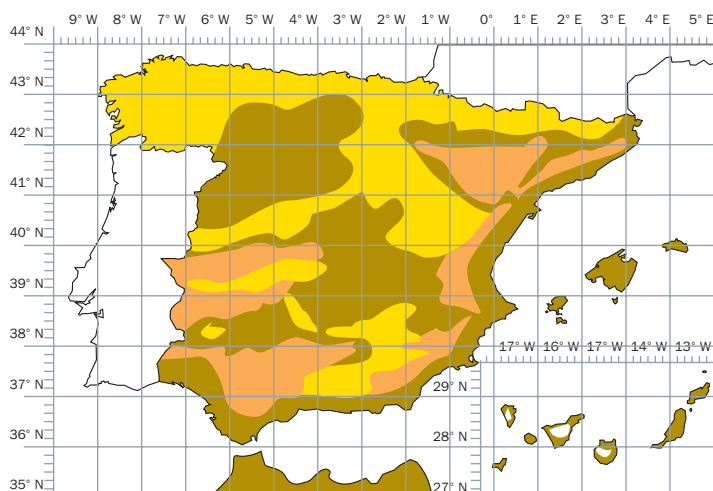 9° W 8° W 7° W 6° W 5° W 4° W 3° W 2° W 1° W 0° 1° E 2° E 3° E 4° E 5° E
44° N
43° N
42° N
41° N
40° N
39° N
38° N
17° W 16° W 17° W 14° W 13° W
37° N 29° N
36° N 28° N
35° N 27° N